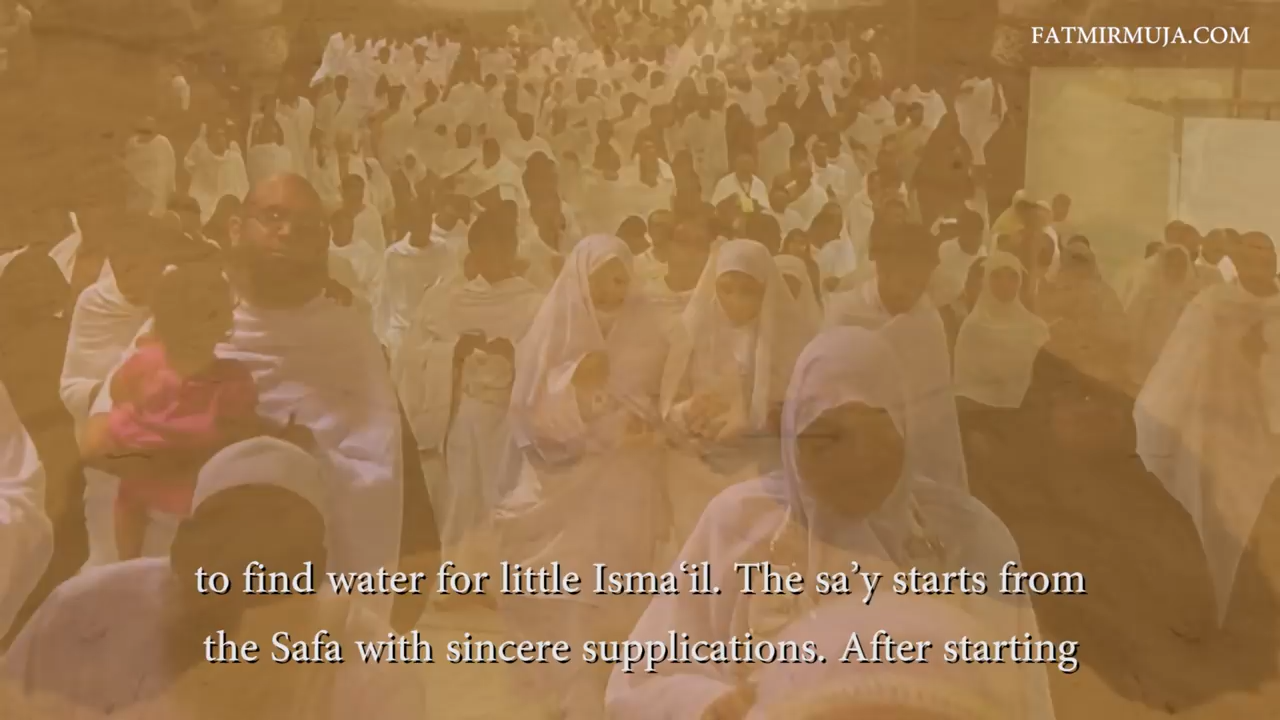 FATMIRMUJA.COM
to find water for little Isma‘il. The sa’y starts from
the Safa with sincere supplications. After starting